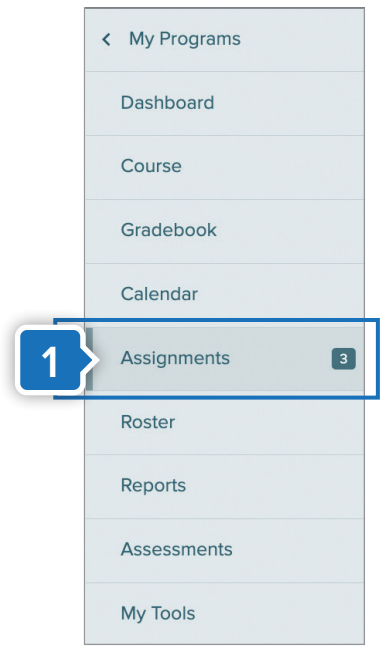 My Programs
Dashboard
Course
Gradebook
Calendar
1
Assignments 3
Roster
Reports
Assessments
My Tools